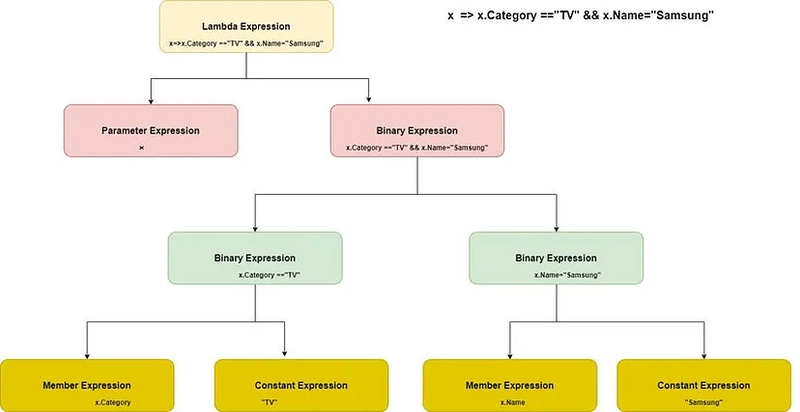 x => x.Category =="TV" && x.Name="Samsung"
Lambda Expression
x=>x.Category =="TV" && x.Name="Samsung"
Parameter Expression
x
Binary Expression
x.Category =="TV" && x.Name="Samsung"
Binary Expression
x.Category =="TV"
Binary Expression
x.Name="Samsung"
Member Expression
x.Category
Constant Expression
"TV"
Member Expression
x.Name
Constant Expression
"Samsung"